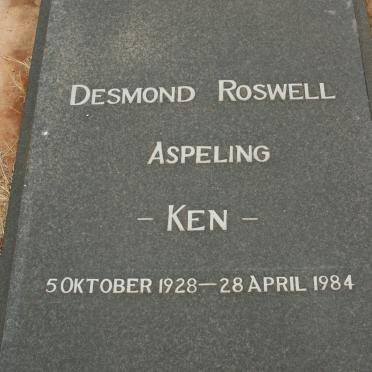 DESMOND ROSWELL
ASPELING
– KEN –
5 OKTOBER 1928 – 28 APRIL 1984